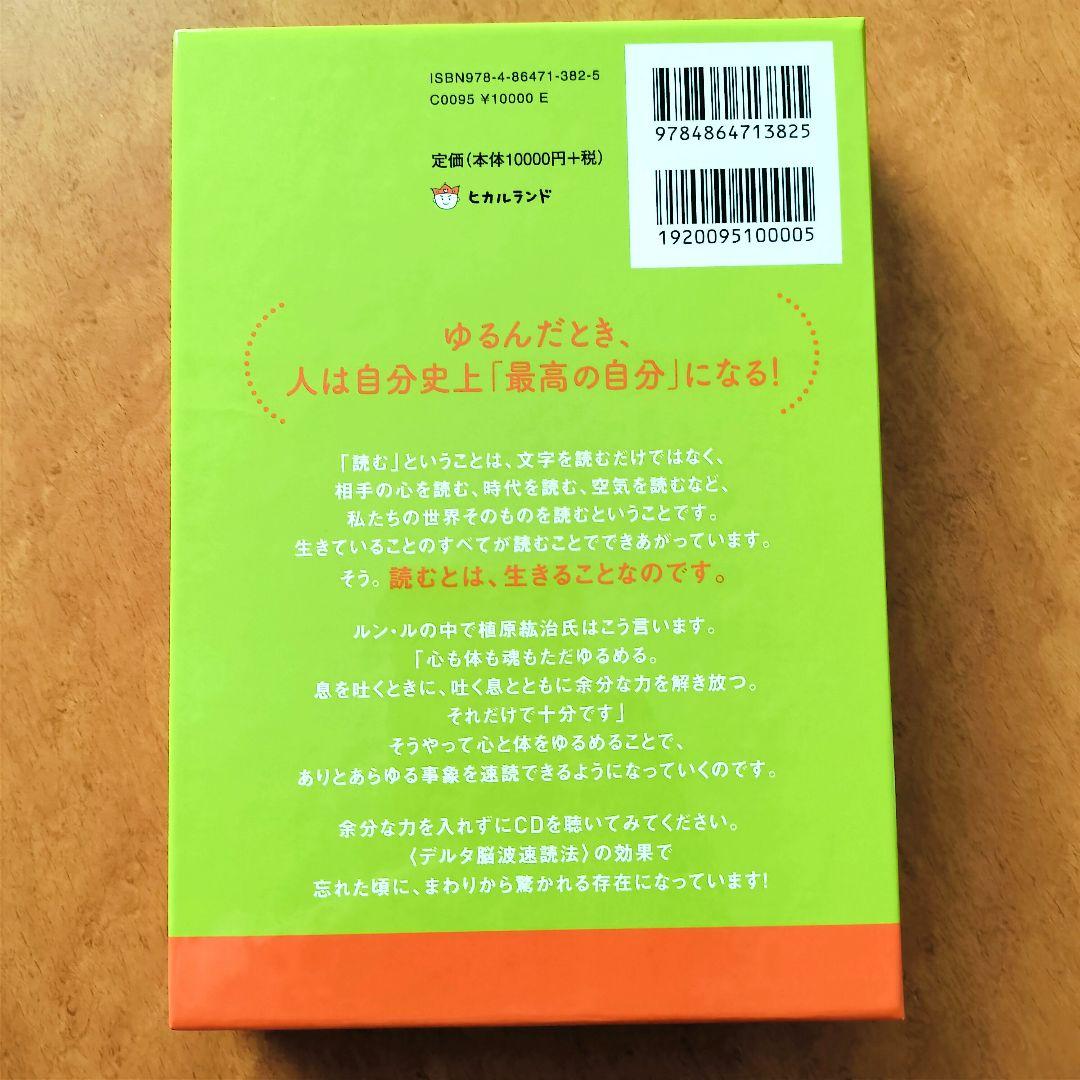 ISBN978-4-86471-382-5
C0095 ¥10000 E
定価(本体10000円+税)
ヒカルランド
9784864713825
1920095100005
ゆるんだとき、
人は自分史上「最高の自分」になる!
「読む」ということは、文字を読むだけではなく、
相手の心を読む、時代を読む、空気を読むなど、
私たちの世界そのものを読むということです。
生きていることのすべてが読むことでできあがっています。
そう。読むとは、生きることなのです。
ルン・ルの中で植原紘治氏はこう言います。
「心も体も魂もただゆるめる。
息を吐くときに、吐く息とともに余分な力を解き放つ。
それだけで十分です」
そうやって心と体をゆるめることで、
ありとあらゆる事象を速読できるようになっていくのです。
余分な力を入れずにCDを聴いてみてください。
〈デルタ脳波速読法〉の効果で
忘れた頃に、まわりから驚かれる存在になっています!